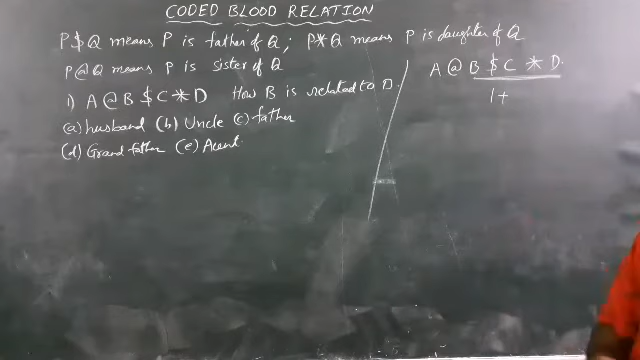 CODED BLOOD RELATION
P$Q means P is father of Q; P*Q means P is daughter of Q
P@Q means P is sister of Q
1) A @ B $ C * D How B is related to D.
(a) husband (b) Uncle (c) father
(d) Grand father (e) Aunt
A @ B $ C * D.
1+